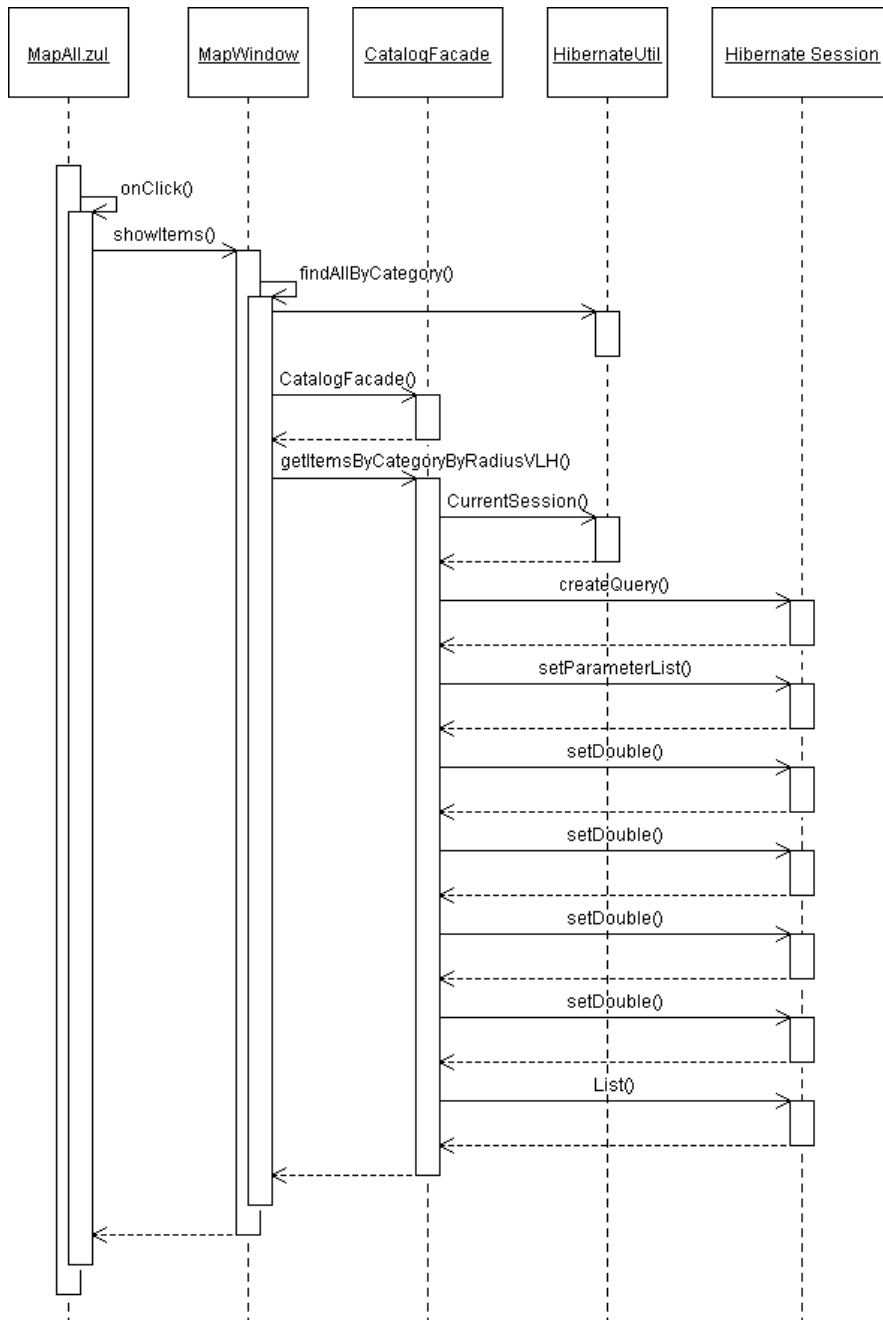 MapAll.zul
MapWindow
CatalogFacade
HibernateUtil
Hibernate Session
onClick()
showItems()
findAllByCategory()
CatalogFacade()
getItemsByCategoryByRadiusVLH()
CurrentSession()
createQuery()
setParameterList()
setDouble()
setDouble()
setDouble()
setDouble()
List()